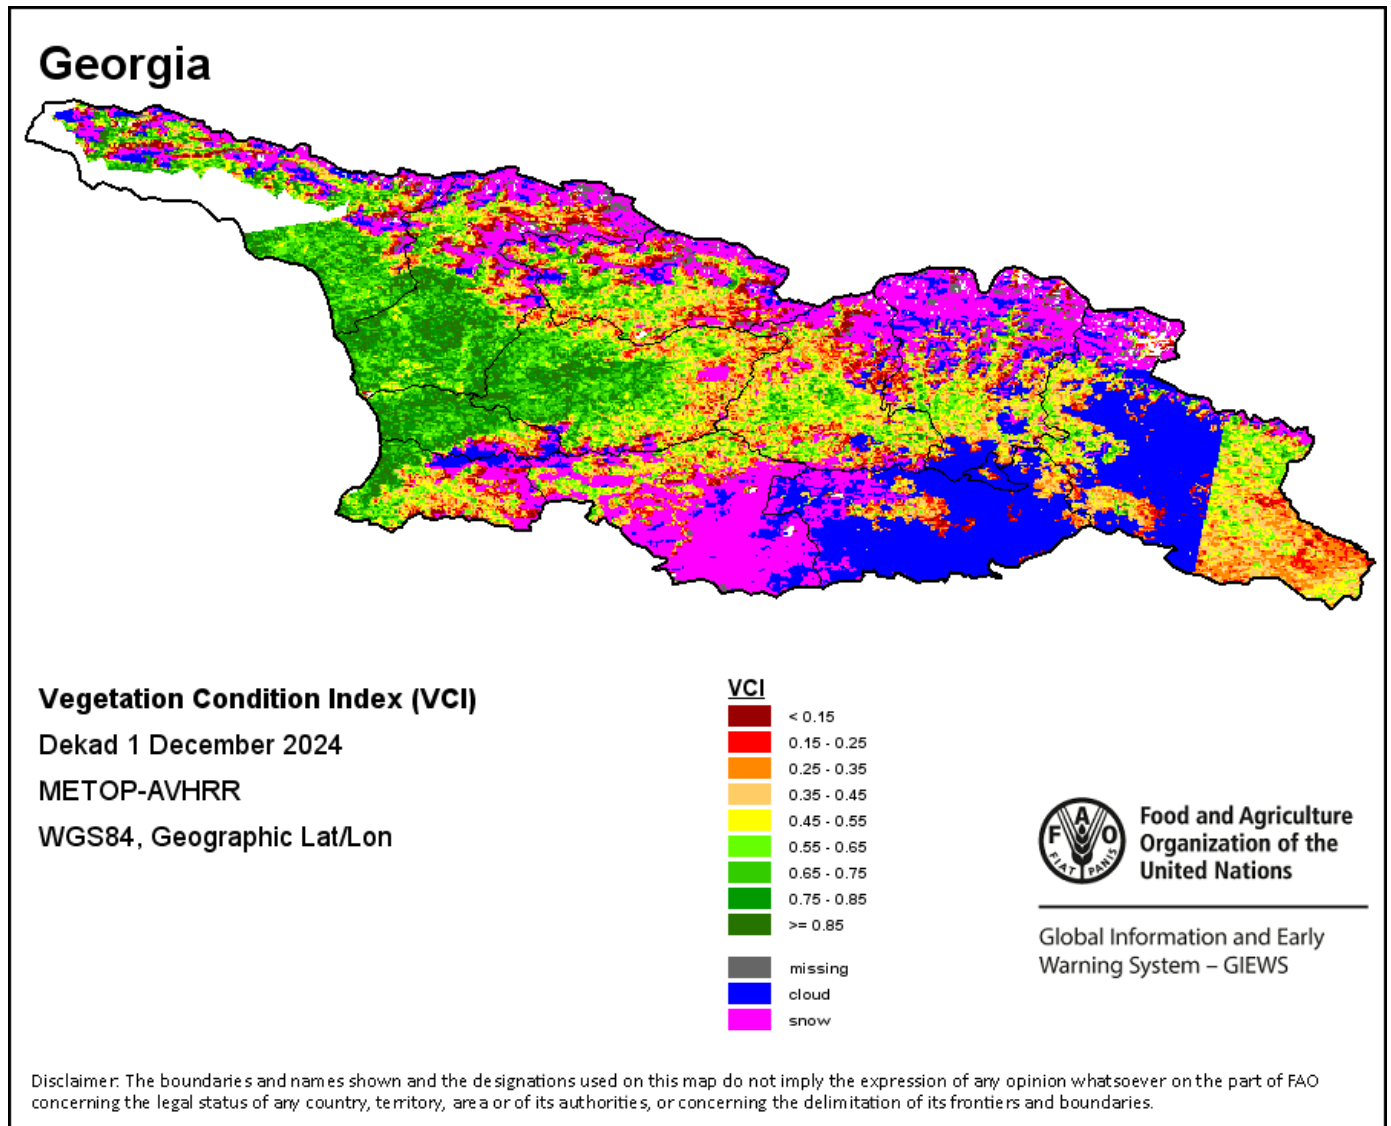 Georgia
Vegetation Condition Index (VCI)
Dekad 1 December 2024
METOP-AVHRR
WGS84, Geographic Lat/Lon
VCI
< 0.15
0.15 - 0.25
0.25 - 0.35
0.35 - 0.45
0.45 - 0.55
0.55 - 0.65
0.65 - 0.75
0.75 - 0.85
>= 0.85
missing
cloud
snow
F A O
FIAT PANIS
Food and Agriculture
Organization of the
United Nations
Global Information and Early
Warning System – GIEWS
Disclaimer: The boundaries and names shown and the designations used on this map do not imply the expression of any opinion whatsoever on the part of FAO
concerning the legal status of any country, territory, area or of its authorities, or concerning the delimitation of its frontiers and boundaries.